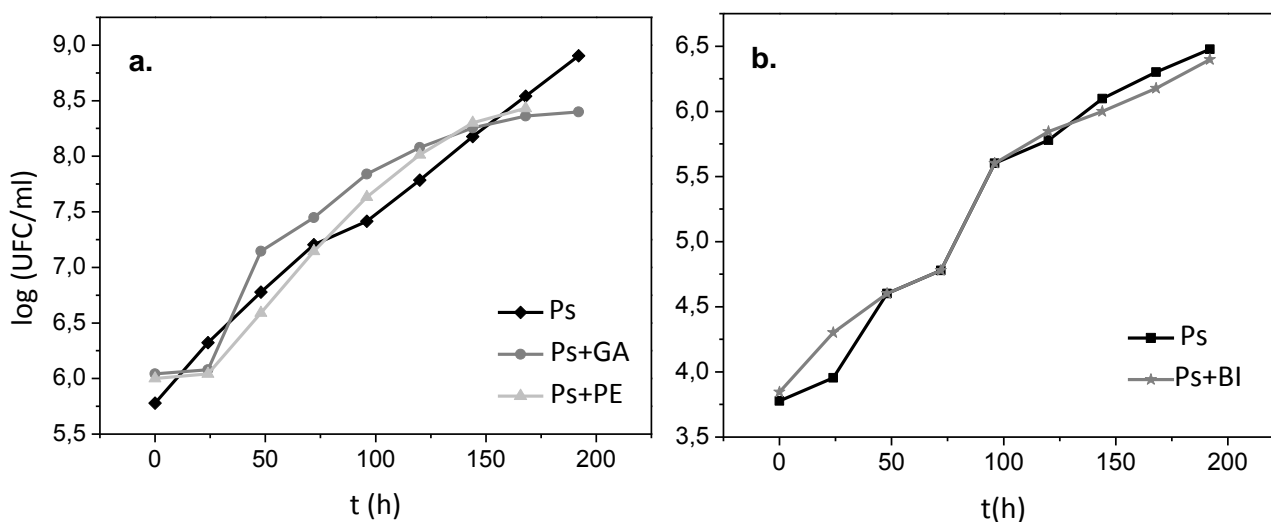 a.
9,0
8,5
8,0
7,5
7,0
6,5
6,0
5,5
log (UFC/ml)
0 50 100 150 200
t (h)
Ps
Ps+GA
Ps+PE
b.
6,5
6,0
5,5
5,0
4,5
4,0
3,5
0 50 100 150 200
t(h)
Ps
Ps+BI